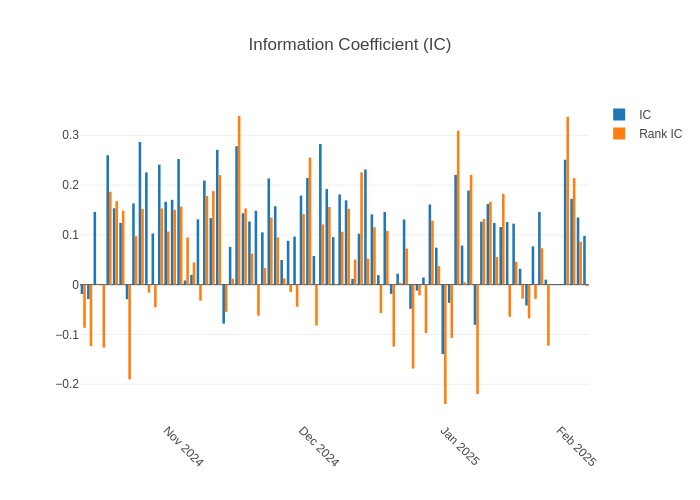 Information Coefficient (IC)
IC
Rank IC
0.3
0.2
0.1
0
−0.1
−0.2
Nov 2024
Dec 2024
Jan 2025
Feb 2025